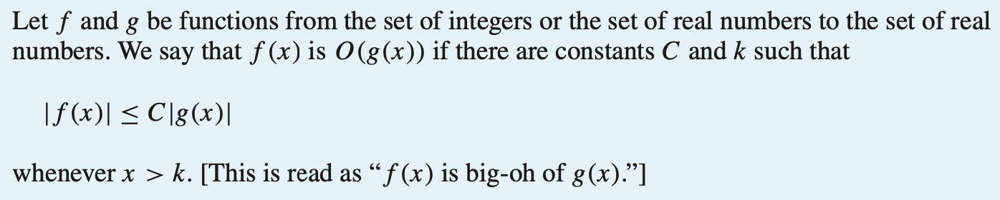 Let f and g be functions from the set of integers or the set of real numbers to the set of real
numbers. We say that f (x) is O(g(x)) if there are constants C and k such that
|f (x)| ≤ C|g(x)|
whenever x > k. [This is read as “f (x) is big-oh of g(x).”]